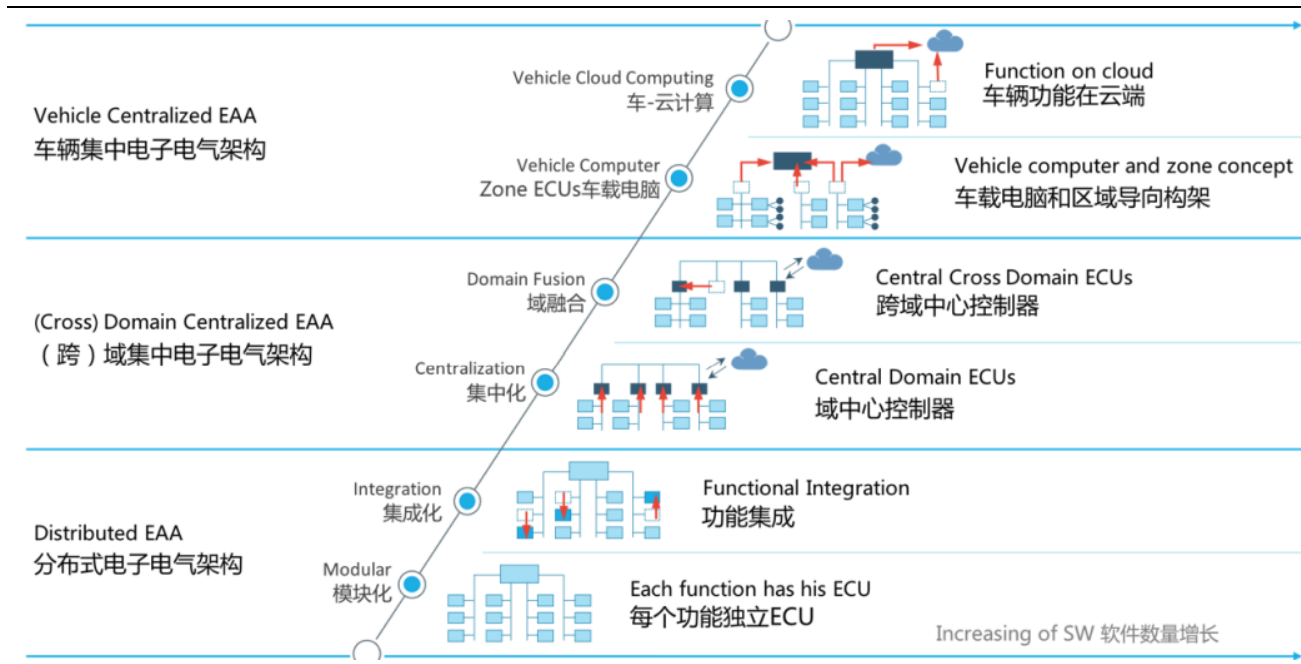 Vehicle Cloud Computing
车-云计算
Function on cloud
车辆功能在云端
Vehicle Centralized EAA
车辆集中电子电气架构
Vehicle Computer
Zone ECUs车载电脑
Vehicle computer and zone concept
车载电脑和区域导向构架
Domain Fusion
域融合
Central Cross Domain ECUs
跨域中心控制器
(Cross) Domain Centralized EAA
（跨）域集中电子电气架构
Centralization
集中化
Central Domain ECUs
域中心控制器
Integration
集成化
Functional Integration
功能集成
Distributed EAA
分布式电子电气架构
Modular
模块化
Each function has his ECU
每个功能独立ECU
Increasing of SW 软件数量增长